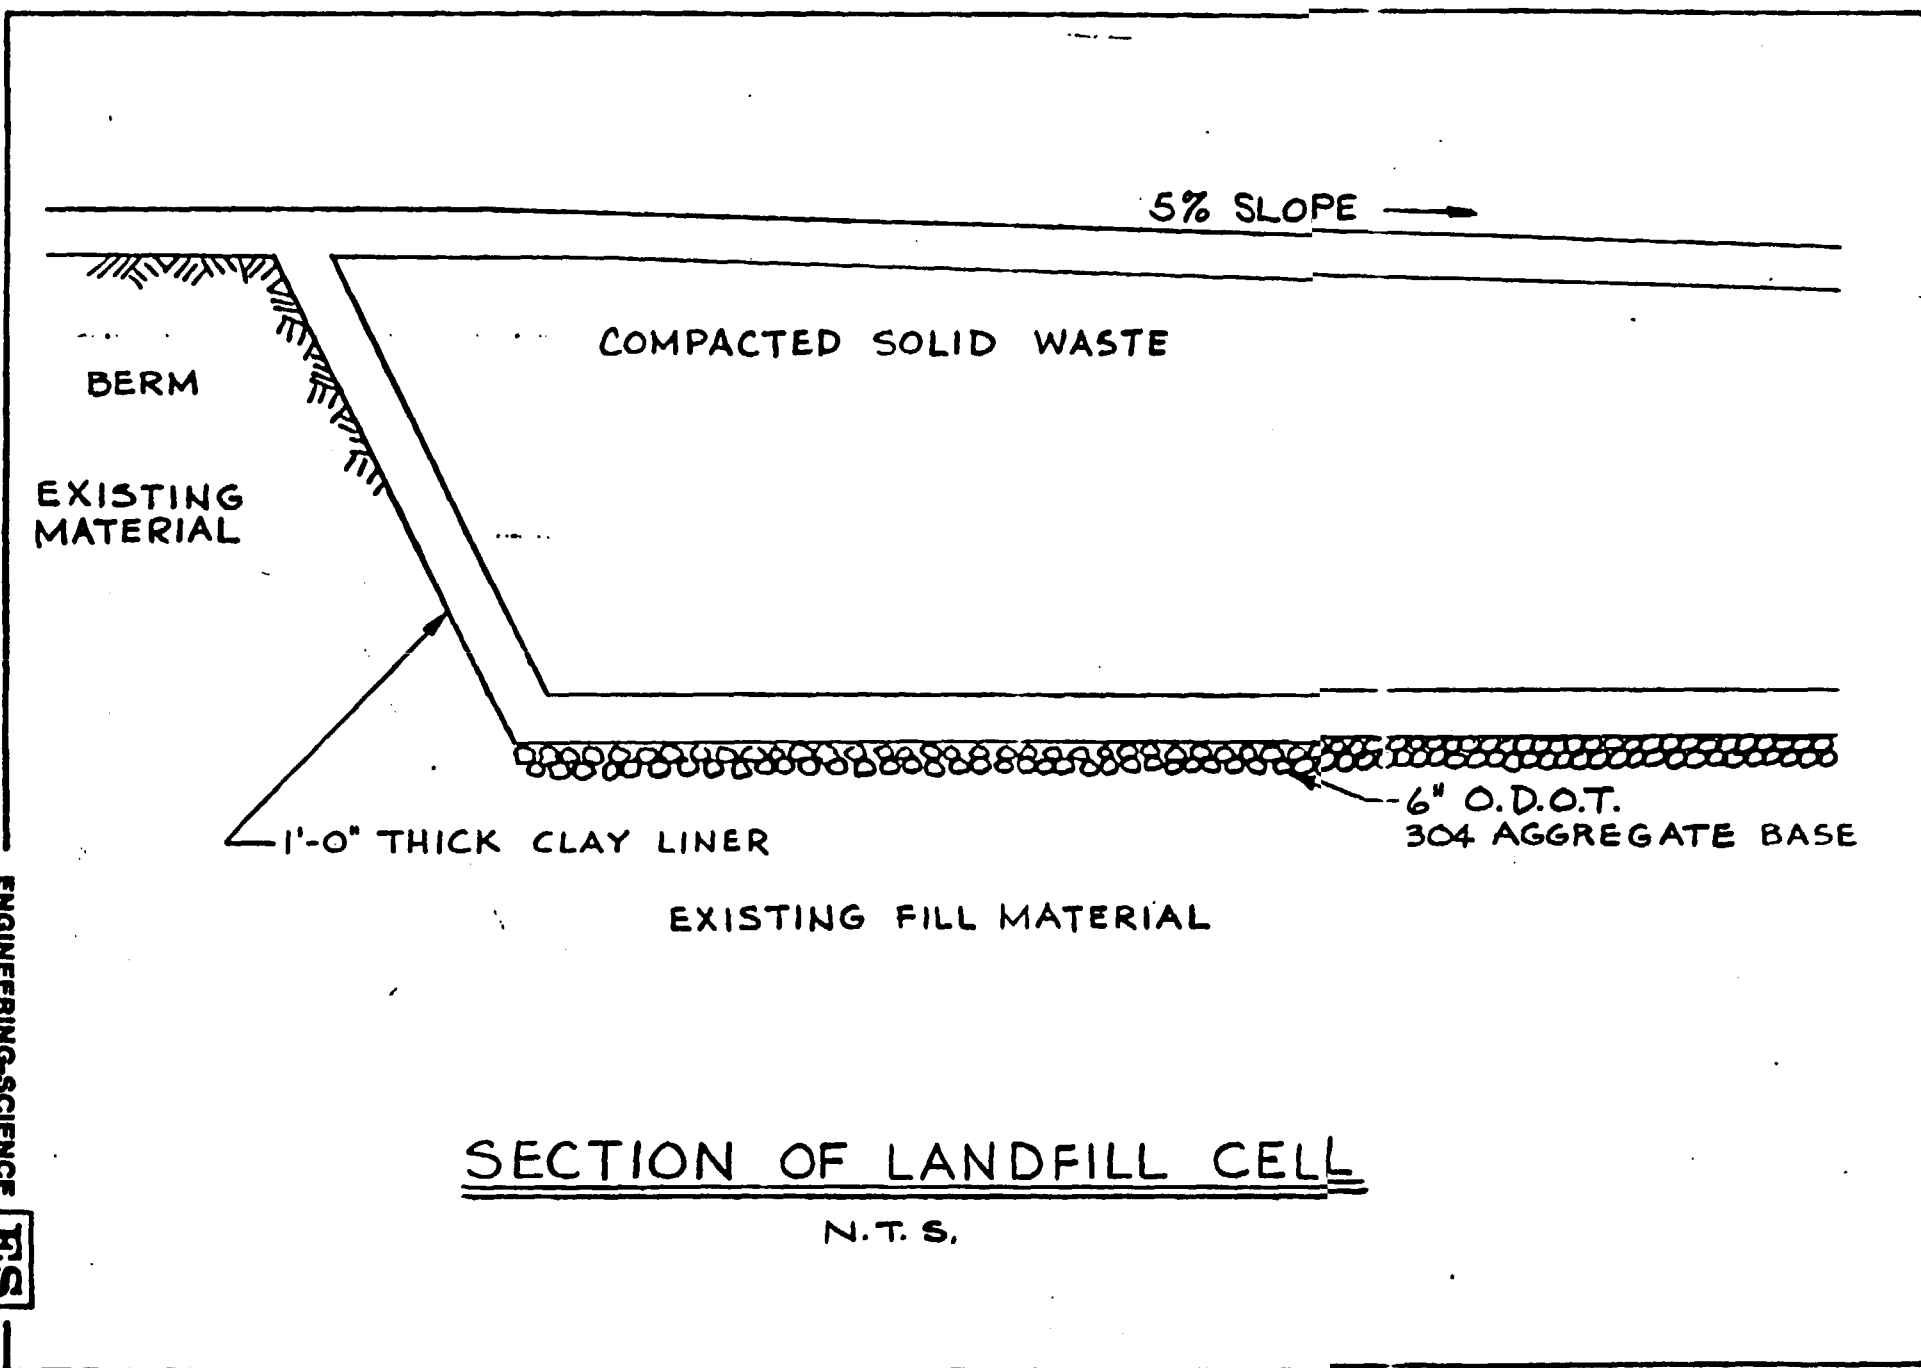 5% SLOPE
COMPACTED SOLID WASTE
BERM
EXISTING
MATERIAL
1'-0" THICK CLAY LINER
6" O.D.O.T.
304 AGGREGATE BASE
EXISTING FILL MATERIAL
SECTION OF LANDFILL CELL
N.T.S.
ENGINEERING-SCIENCE
ES